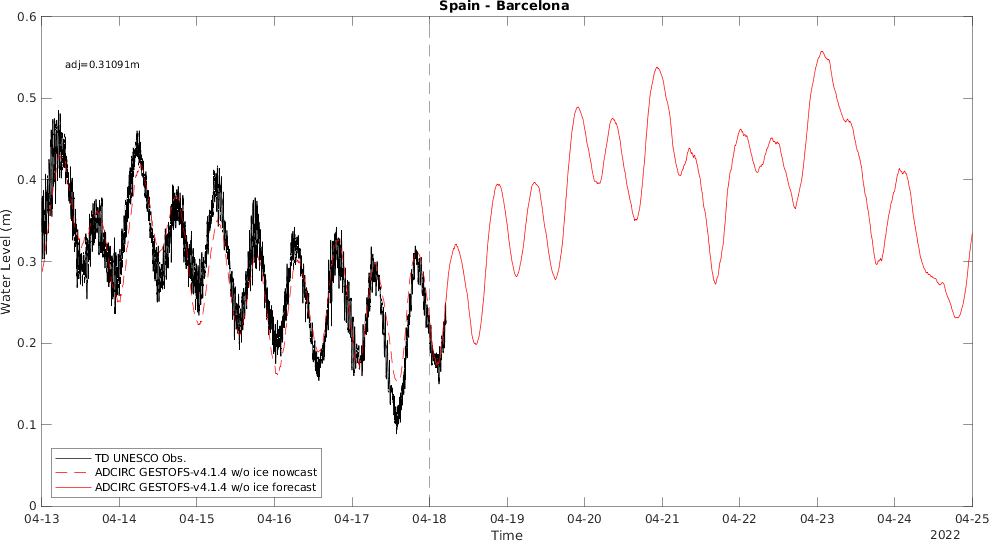 Spain - Barcelona
0.6
adj=0.31091m
0.5
0.4
0.3
0.2
0.1
0
Water Level (m)
TD UNESCO Obs.
ADCIRC GESTOFS-v4.1.4 w/o ice nowcast
ADCIRC GESTOFS-v4.1.4 w/o ice forecast
04-13 04-14 04-15 04-16 04-17 04-18 04-19 04-20 04-21 04-22 04-23 04-24 04-25
Time
2022